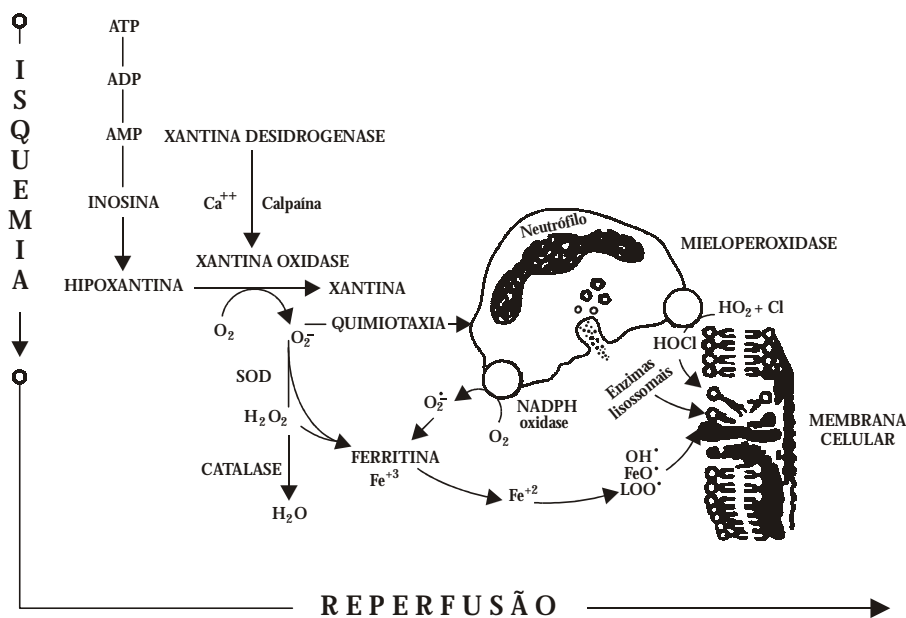 ISQUEMIA
ATP
ADP
AMP
INOSINA
HIPOXANTINA
XANTINA DESIDROGENASE
Ca++ Calpaína
XANTINA OXIDASE
XANTINA
O2
O2−
QUIMIOTAXIA
SOD
H2O2
CATALASE
H2O
Neutrófilo
MIELOPEROXIDASE
HO2 + Cl
HOCl
Enzimas
lisossomais
NADPH
oxidase
O2
O2•−
FERRITINA
Fe+3
Fe+2
OH•
FeO•
LOO•
MEMBRANA
CELULAR
REPERFUSÃO